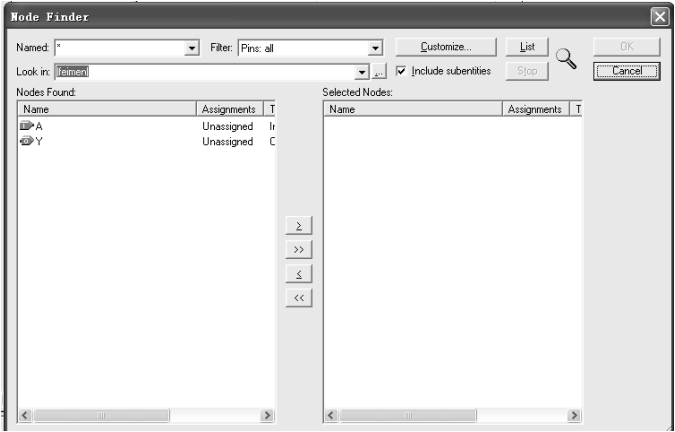 Node Finder
Named: * Filter: Pins: all Customize... List OK
Look in: |feimen| ... Include subentities Stop Cancel
Nodes Found: Selected Nodes:
Name Assignments T Name Assignments T
A Unassigned In
Y Unassigned O
≥
>>
≤
<<